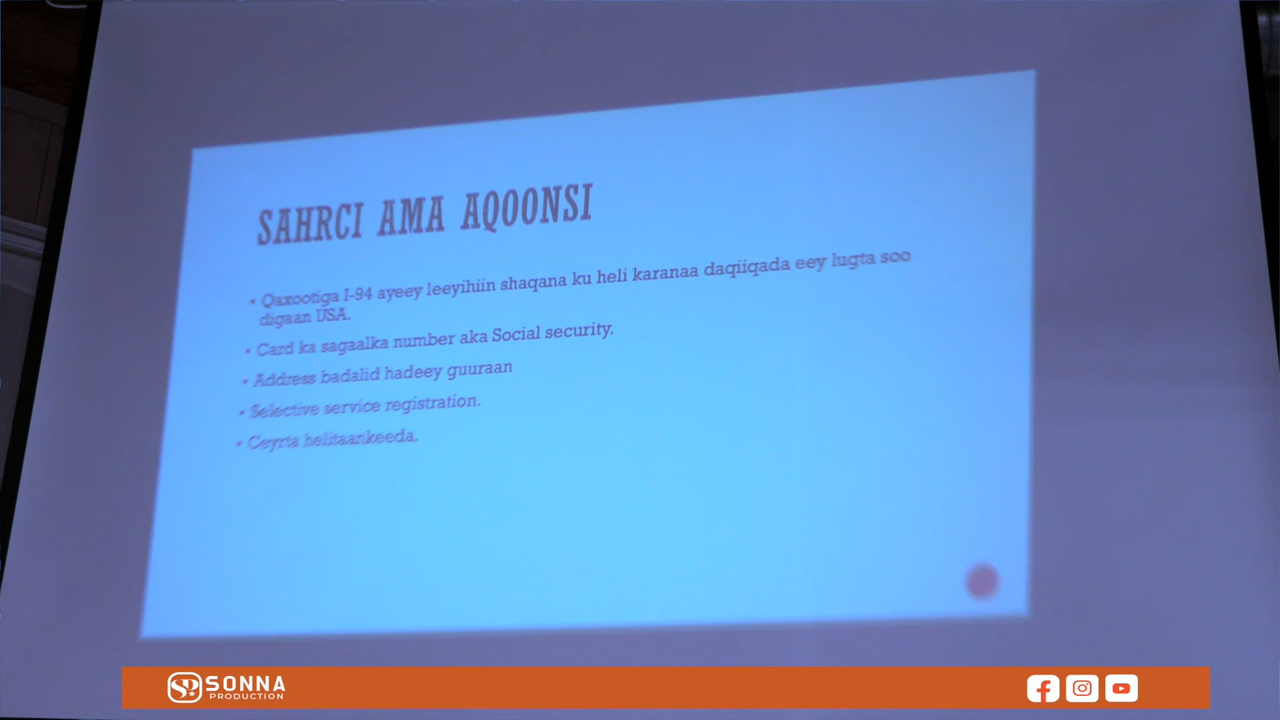 SAHRCI AMA AQOONSI
• Qaxootiga I-94 ayeey leeyihiin shaqana ku heli karanaa daqiiqada eey lugta soo
digaan USA.
• Card ka sagaalka number aka Social security.
• Address badalid hadeey guuraan
• Selective service registration.
• Ceyrta helitaankeeda.
SP SONNA
PRODUCTION